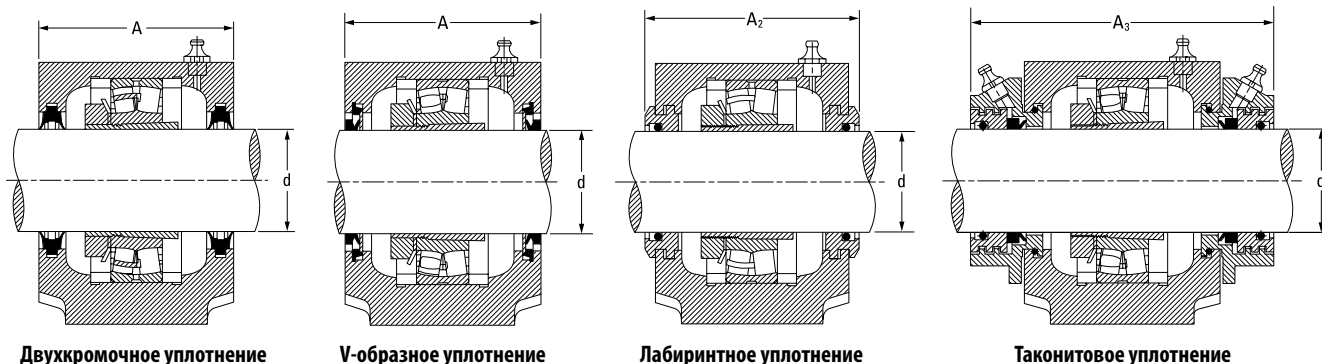 A
A
A₂
A₃
d
d
d
d
Двухкромочное уплотнение
V-образное уплотнение
Лабиринтное уплотнение
Таконитовое уплотнение